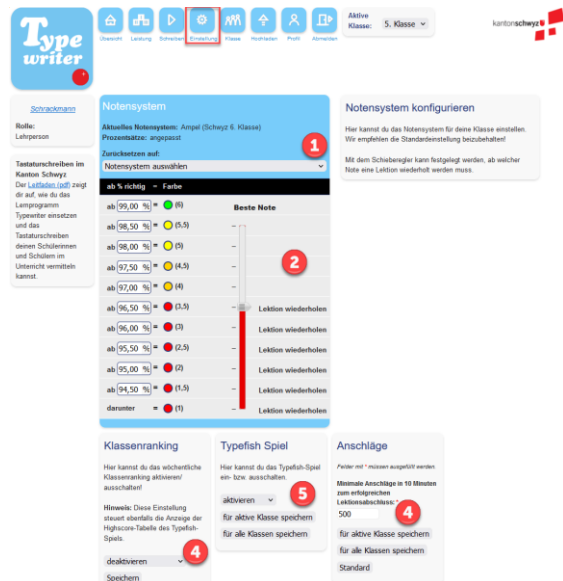 Type
writer
Übersicht
Leistung
Schreiben
Einstellung
Klasse
Hochladen
Profil
Abmelden
Aktive
Klasse:
5. Klasse
kantonschwyz
Schrackmann
Rolle:
Lehrperson
Tastaturschreiben im
Kanton Schwyz
Der Leitfaden (pdf) zeigt
dir auf, wie du das
Lernprogramm
Typewriter einsetzen
und das
Tastaturschreiben
deinen Schülerinnen
und Schülern im
Unterricht vermitteln
kannst.
Notensystem
Aktuelles Notensystem: Ampel (Schwyz 6. Klasse)
Prozentsätze: angepasst
Zurücksetzen auf:
Notensystem auswählen
1
ab % richtig = Farbe
ab 99,00 % = (6) Beste Note
ab 98,50 % = (5,5) –
ab 98,00 % = (5) –
ab 97,50 % = (4,5) –
2
ab 97,00 % = (4) –
ab 96,50 % = (3,5) – Lektion wiederholen
ab 96,00 % = (3) – Lektion wiederholen
ab 95,50 % = (2,5) – Lektion wiederholen
ab 95,00 % = (2) – Lektion wiederholen
ab 94,50 % = (1,5) – Lektion wiederholen
darunter = (1) – Lektion wiederholen
Notensystem konfigurieren
Hier kannst du das Notensystem für deine Klasse einstellen.
Wir empfehlen die Standardeinstellung beizubehalten!
Mit dem Schieberegler kann festgelegt werden, ab welcher
Note eine Lektion wiederholt werden muss.
Klassenranking
Hier kannst du das wöchentliche
Klassenranking aktivieren/
ausschalten!
Hinweis: Diese Einstellung
steuert ebenfalls die Anzeige der
Highscore-Tabelle des Typefish-
Spiels.
4
deaktivieren
Speichern
Typefish Spiel
Hier kannst du das Typefish-Spiel
ein- bzw. ausschalten.
5
aktivieren
für aktive Klasse speichern
für alle Klassen speichern
Anschläge
Felder mit * müssen ausgefüllt werden.
Minimale Anschläge in 10 Minuten
zum erfolgreichen
Lektionsabschluss: *
500
4
für aktive Klasse speichern
für alle Klassen speichern
Standard